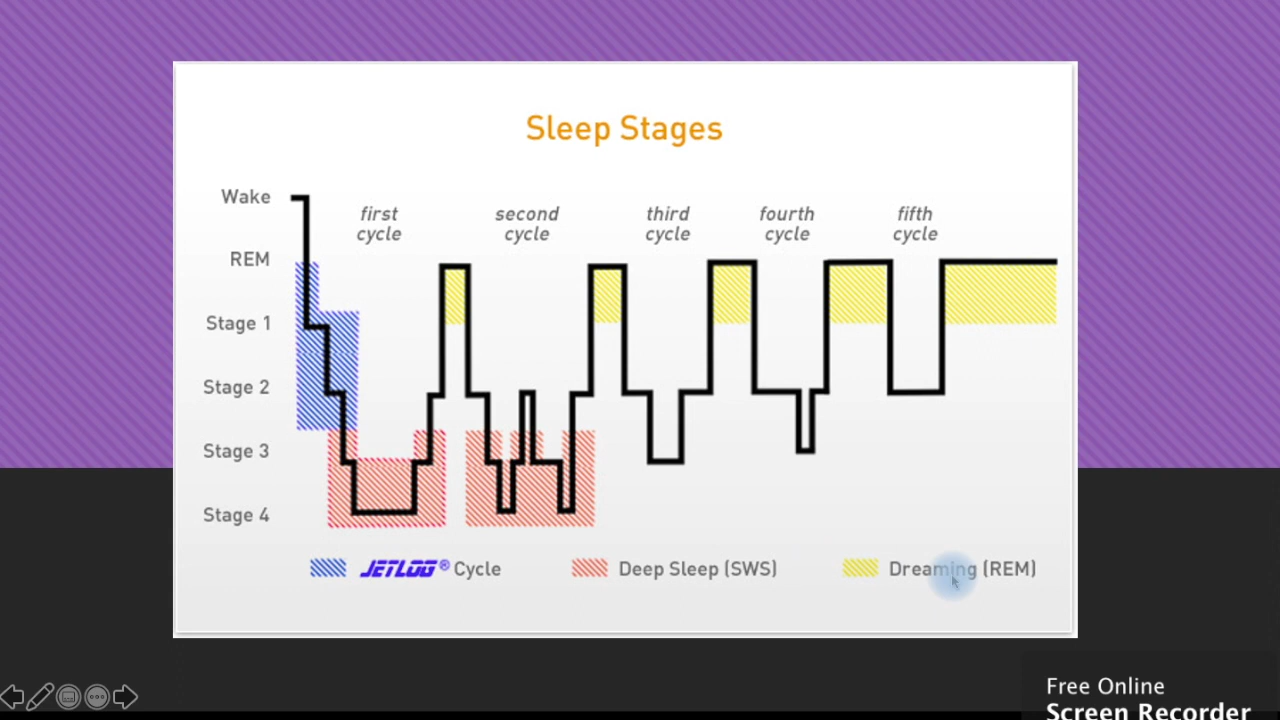 Sleep Stages
Wake
first
cycle
second
cycle
third
cycle
fourth
cycle
fifth
cycle
REM
Stage 1
Stage 2
Stage 3
Stage 4
JETLOG® Cycle
Deep Sleep (SWS)
Dreaming (REM)
Free Online
Screen Recorder